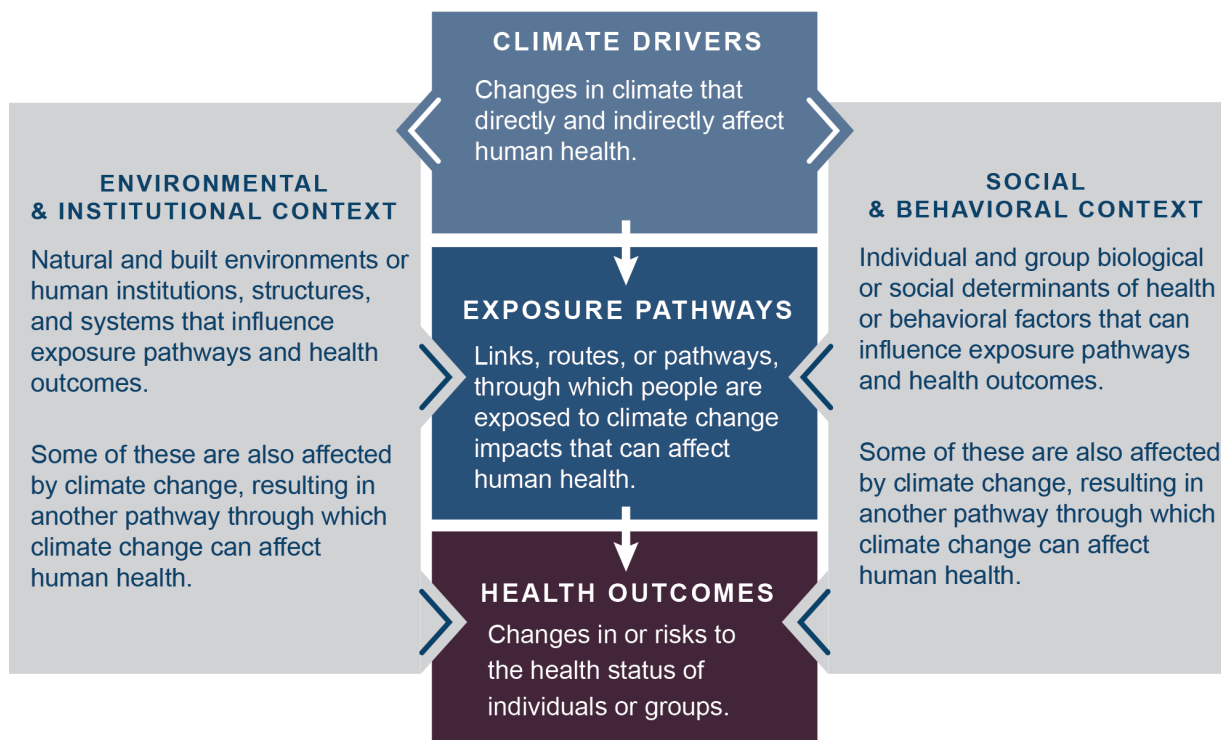 CLIMATE DRIVERS
Changes in climate that
directly and indirectly affect
human health.
ENVIRONMENTAL
& INSTITUTIONAL CONTEXT
Natural and built environments or
human institutions, structures,
and systems that influence
exposure pathways and health
outcomes.
Some of these are also affected
by climate change, resulting in
another pathway through which
climate change can affect
human health.
EXPOSURE PATHWAYS
Links, routes, or pathways,
through which people are
exposed to climate change
impacts that can affect
human health.
SOCIAL
& BEHAVIORAL CONTEXT
Individual and group biological
or social determinants of health
or behavioral factors that can
influence exposure pathways
and health outcomes.
Some of these are also affected
by climate change, resulting in
another pathway through which
climate change can affect
human health.
HEALTH OUTCOMES
Changes in or risks to
the health status of
individuals or groups.